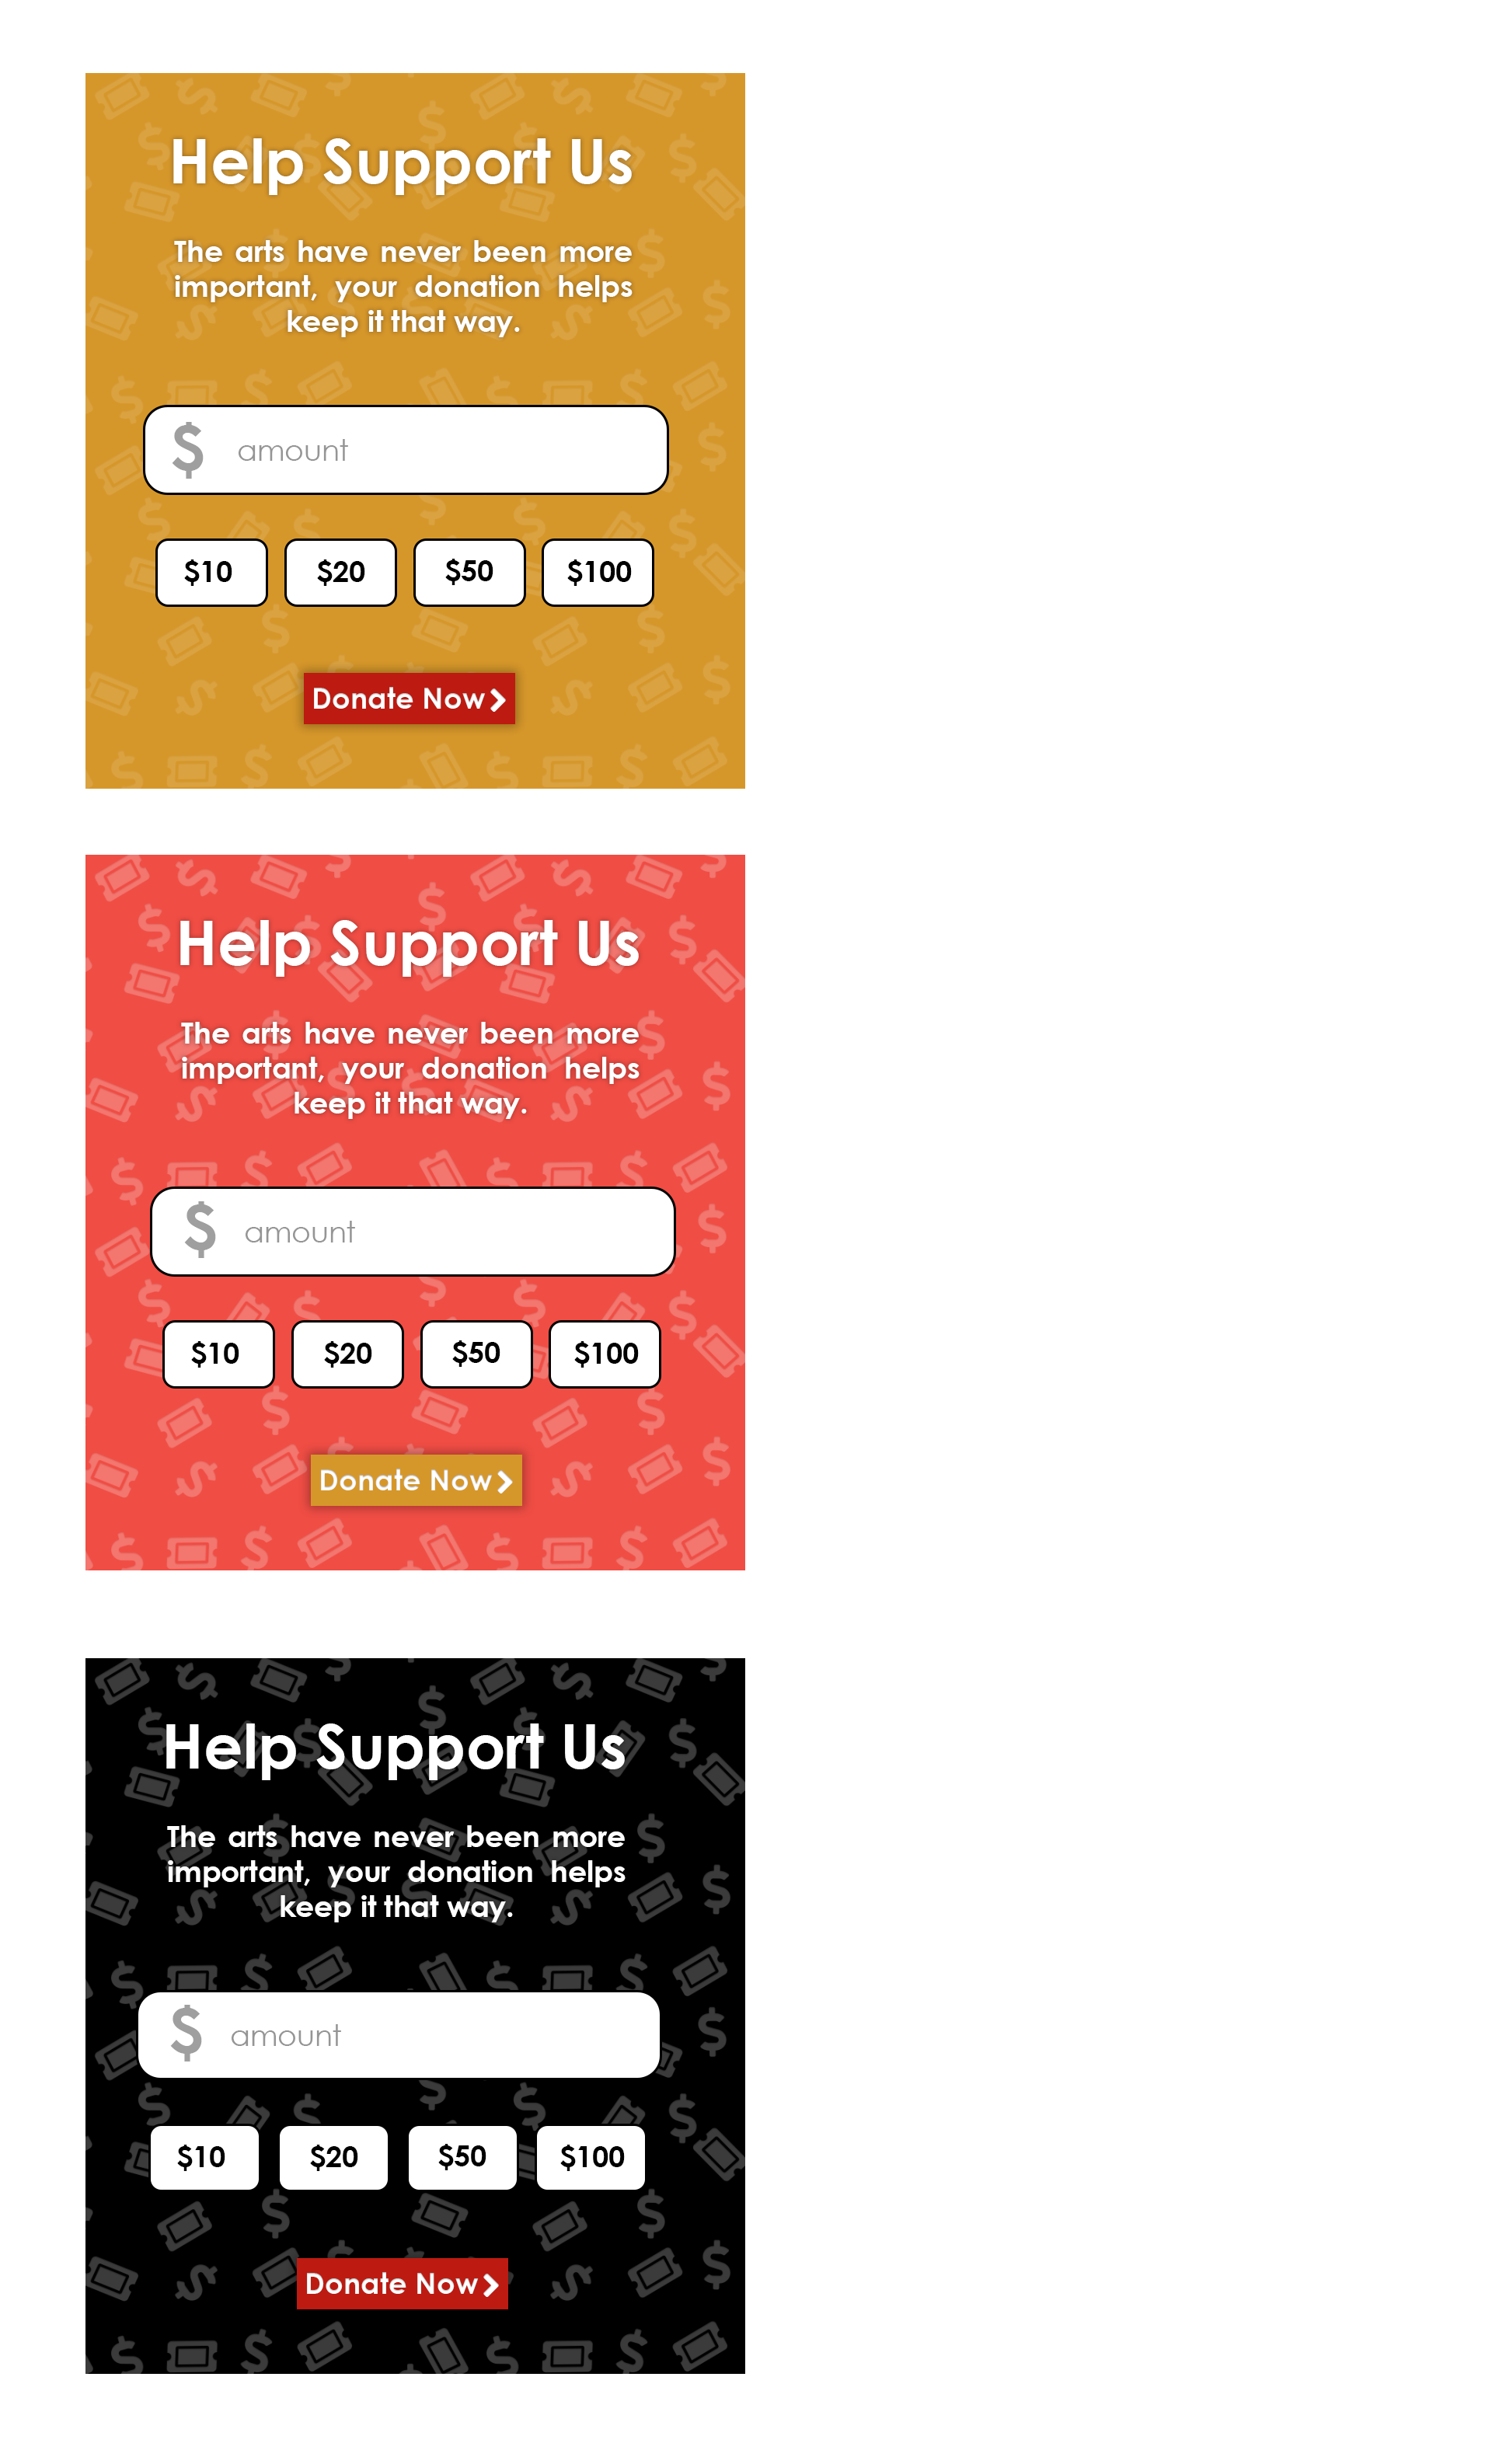 Help Support Us
The arts have never been more
important, your donation helps
keep it that way.
$ amount
$10 $20 $50 $100
Donate Now
Help Support Us
The arts have never been more
important, your donation helps
keep it that way.
$ amount
$10 $20 $50 $100
Donate Now
Help Support Us
The arts have never been more
important, your donation helps
keep it that way.
$ amount
$10 $20 $50 $100
Donate Now